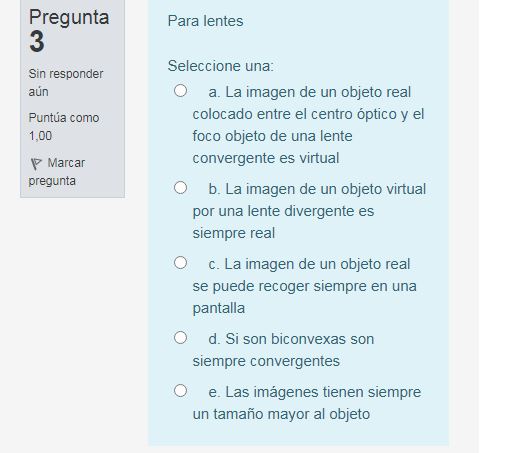 Pregunta
3
Sin responder
aún
Puntúa como
1,00
Marcar
pregunta
Para lentes
Seleccione una:
a. La imagen de un objeto real
colocado entre el centro óptico y el
foco objeto de una lente
convergente es virtual
b. La imagen de un objeto virtual
por una lente divergente es
siempre real
c. La imagen de un objeto real
se puede recoger siempre en una
pantalla
d. Si son biconvexas son
siempre convergentes
e. Las imágenes tienen siempre
un tamaño mayor al objeto